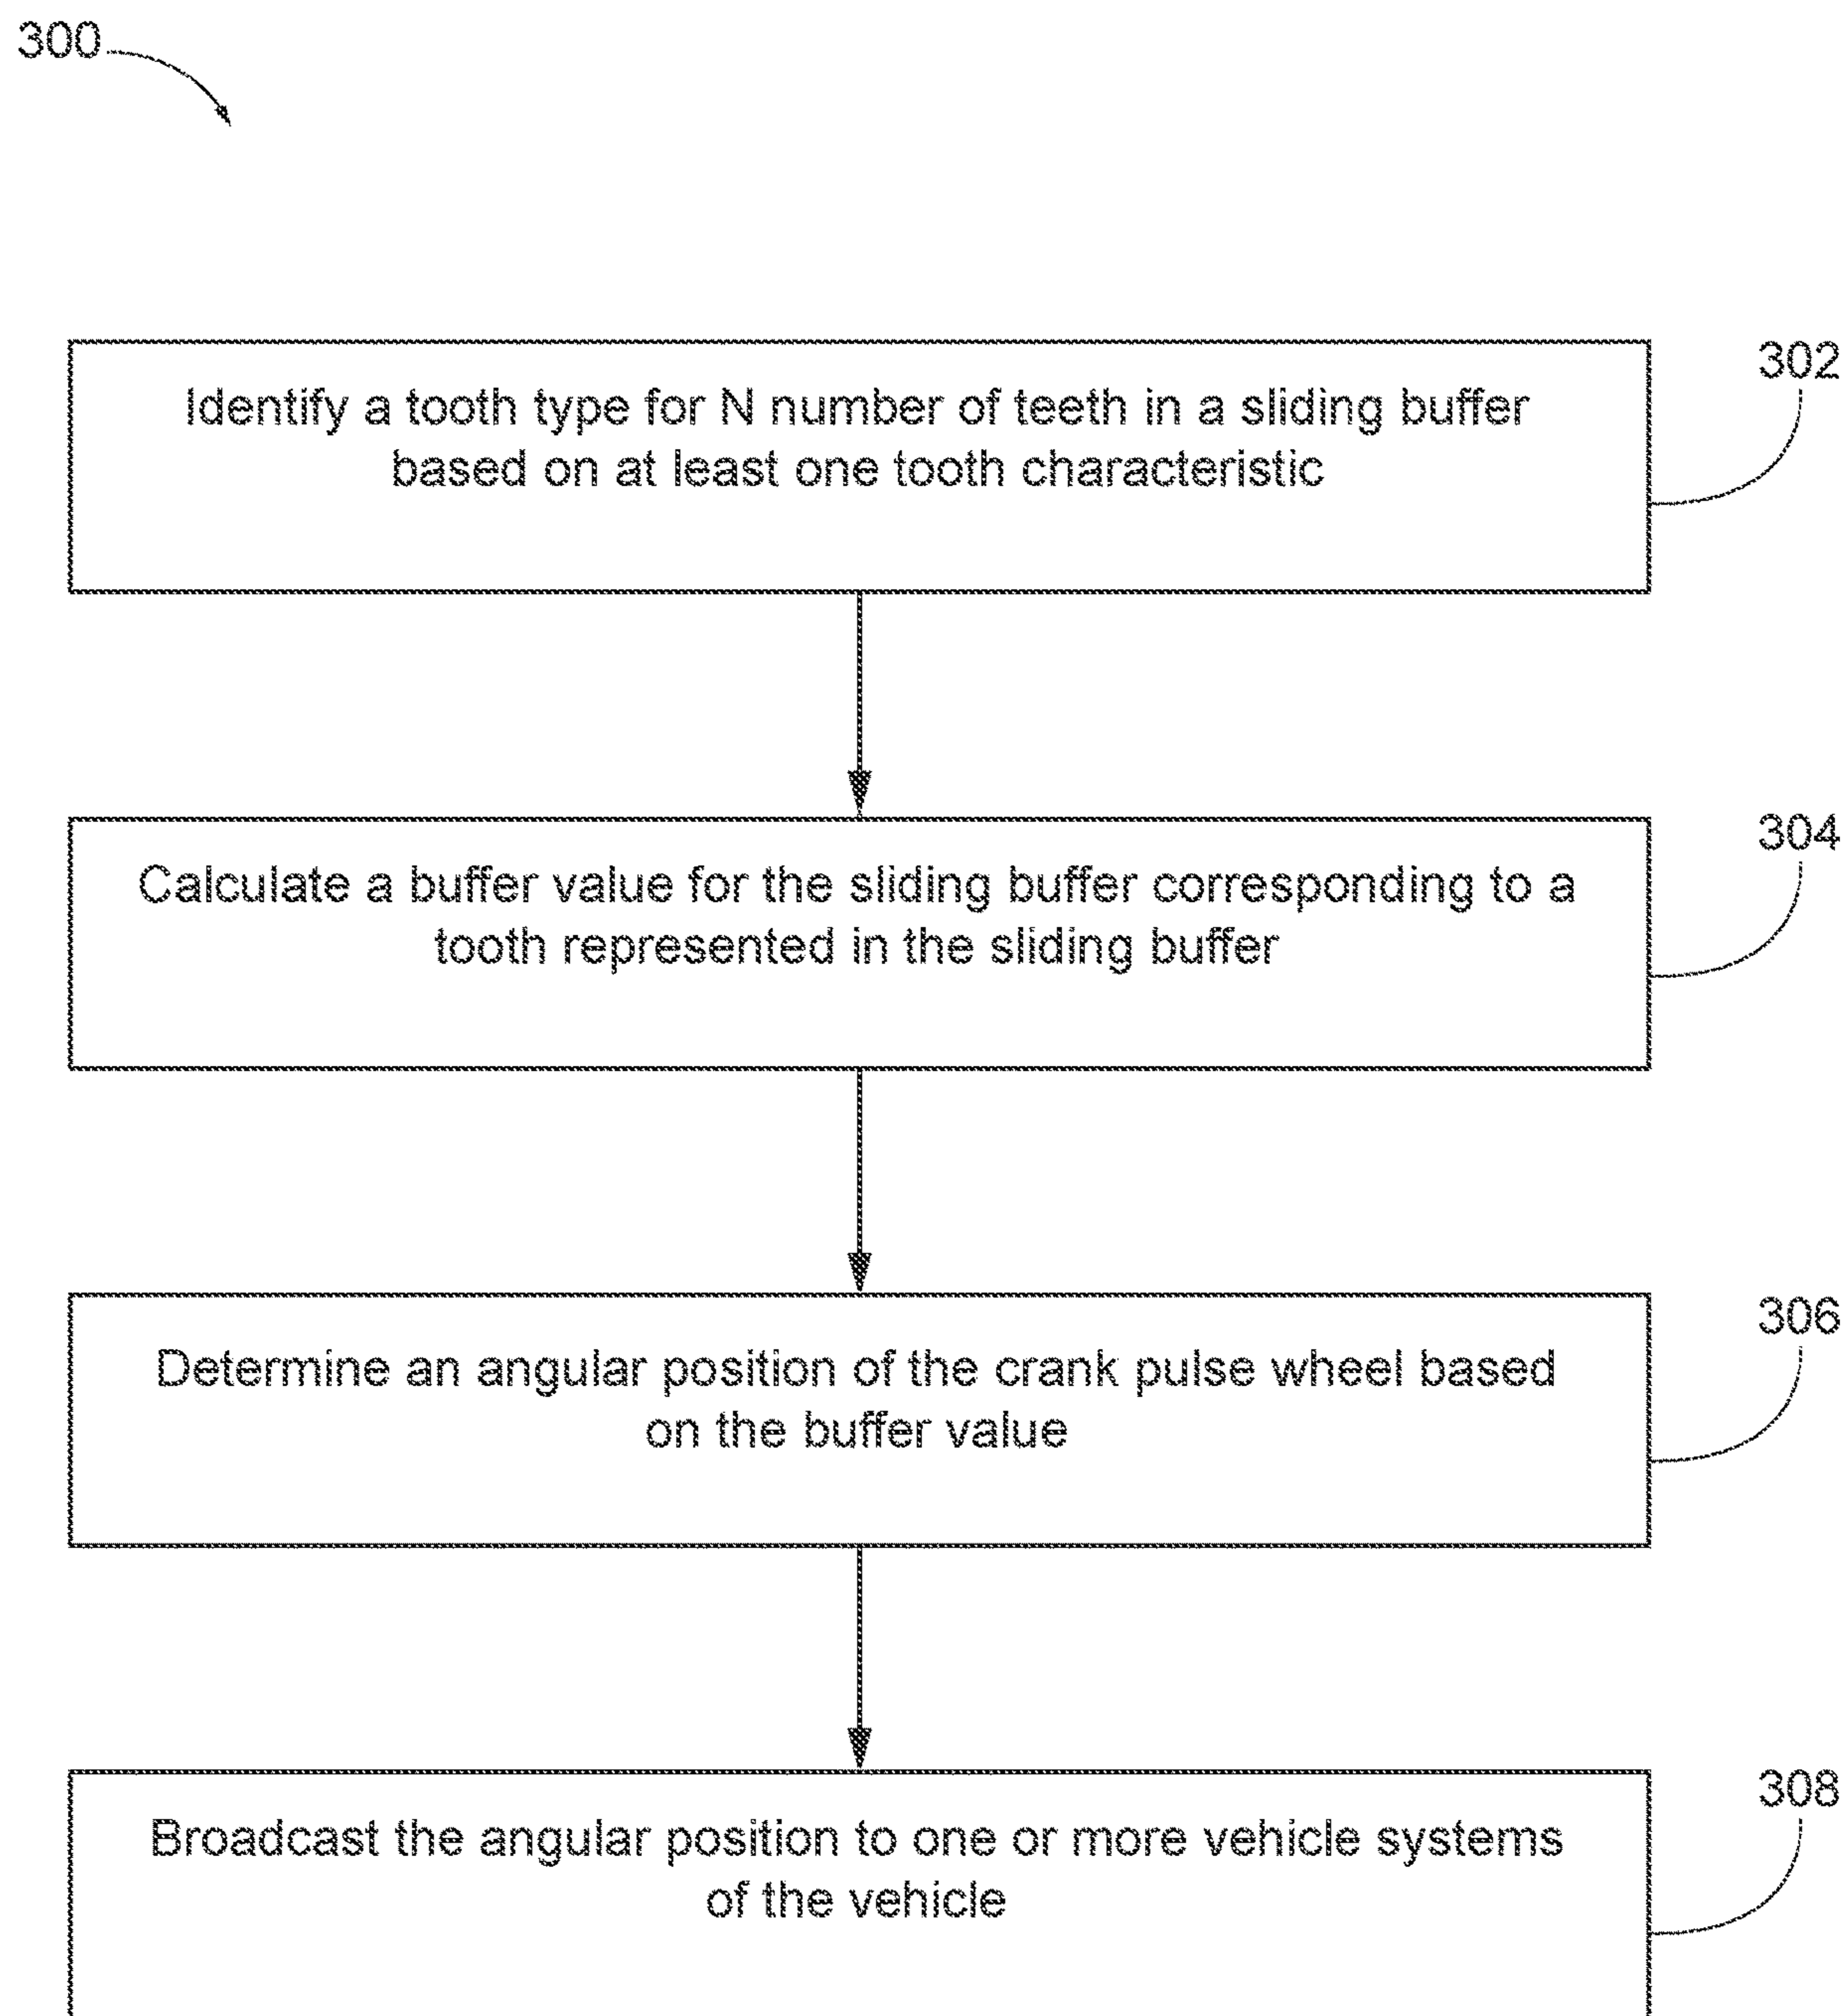 300
302
Identify a tooth type for N number of teeth in a sliding buffer
based on at least one tooth characteristic
304
Calculate a buffer value for the sliding buffer corresponding to a
tooth represented in the sliding buffer
306
Determine an angular position of the crank pulse wheel based
on the buffer value
308
Broadcast the angular position to one or more vehicle systems
of the vehicle